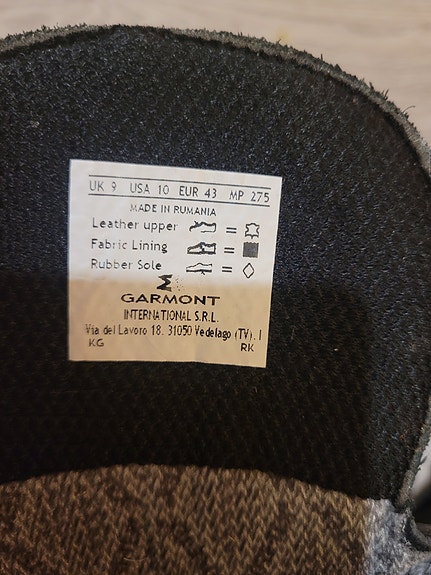 UK 9 USA 10 EUR 43 MP 275
MADE IN RUMANIA
Leather upper =
Fabric Lining =
Rubber Sole =
GARMONT
INTERNATIONAL S.R.L.
Via del Lavoro 18. 31050 Vedelago (TV). I
KG RK